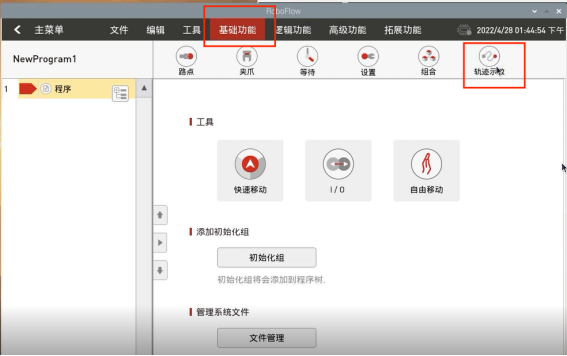 RoboFlow
主菜单 文件 编辑 工具 基础功能 逻辑功能 高级功能 拓展功能 2022/4/28 01:44:54 下午
NewProgram1
路点 夹爪 等待 设置 组合 轨迹示教
1 程序
工具
快速移动 I / O 自由移动
添加初始化组
初始化组
初始化组将会添加到程序树.
管理系统文件
文件管理